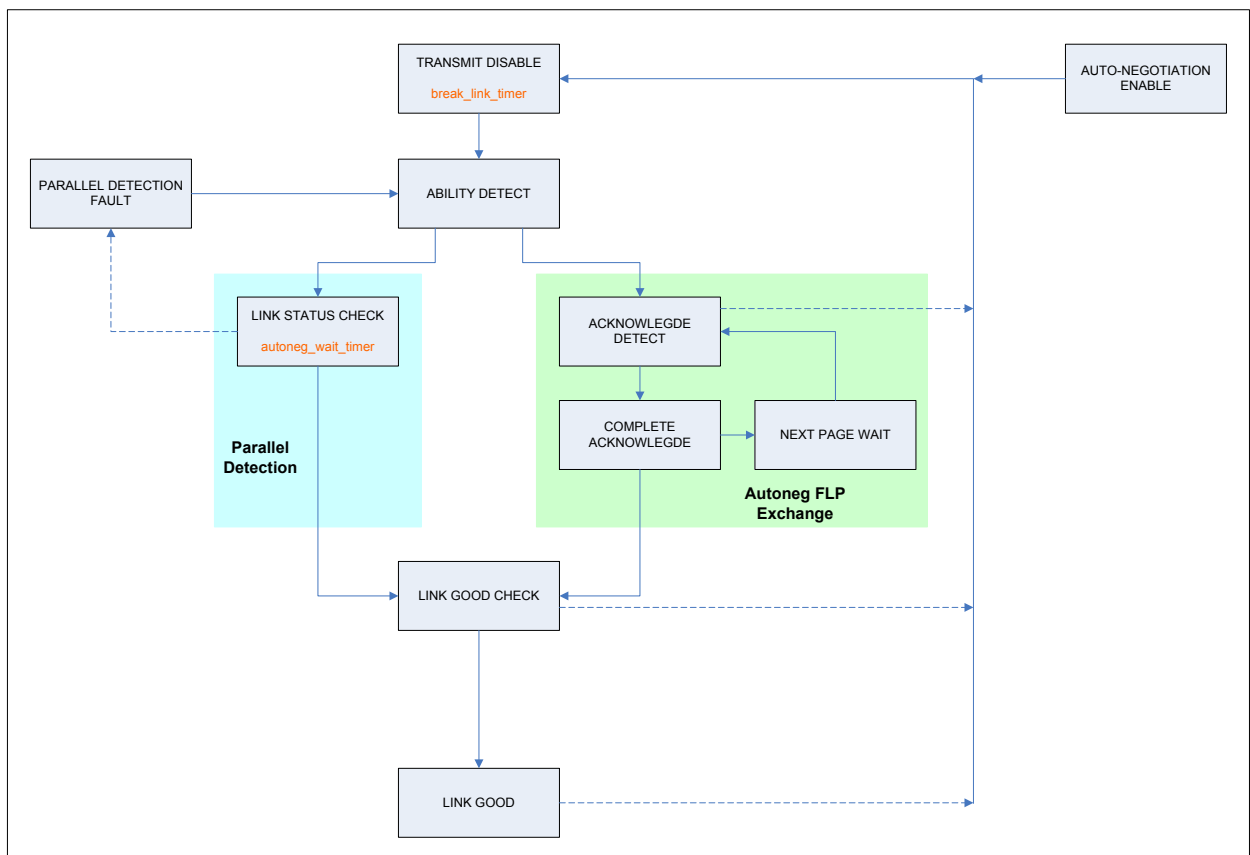 TRANSMIT DISABLE
break_link_timer
AUTO-NEGOTIATION
ENABLE
PARALLEL DETECTION
FAULT
ABILITY DETECT
LINK STATUS CHECK
autoneg_wait_timer
ACKNOWLEGDE
DETECT
COMPLETE
ACKNOWLEGDE
NEXT PAGE WAIT
Parallel
Detection
Autoneg FLP
Exchange
LINK GOOD CHECK
LINK GOOD